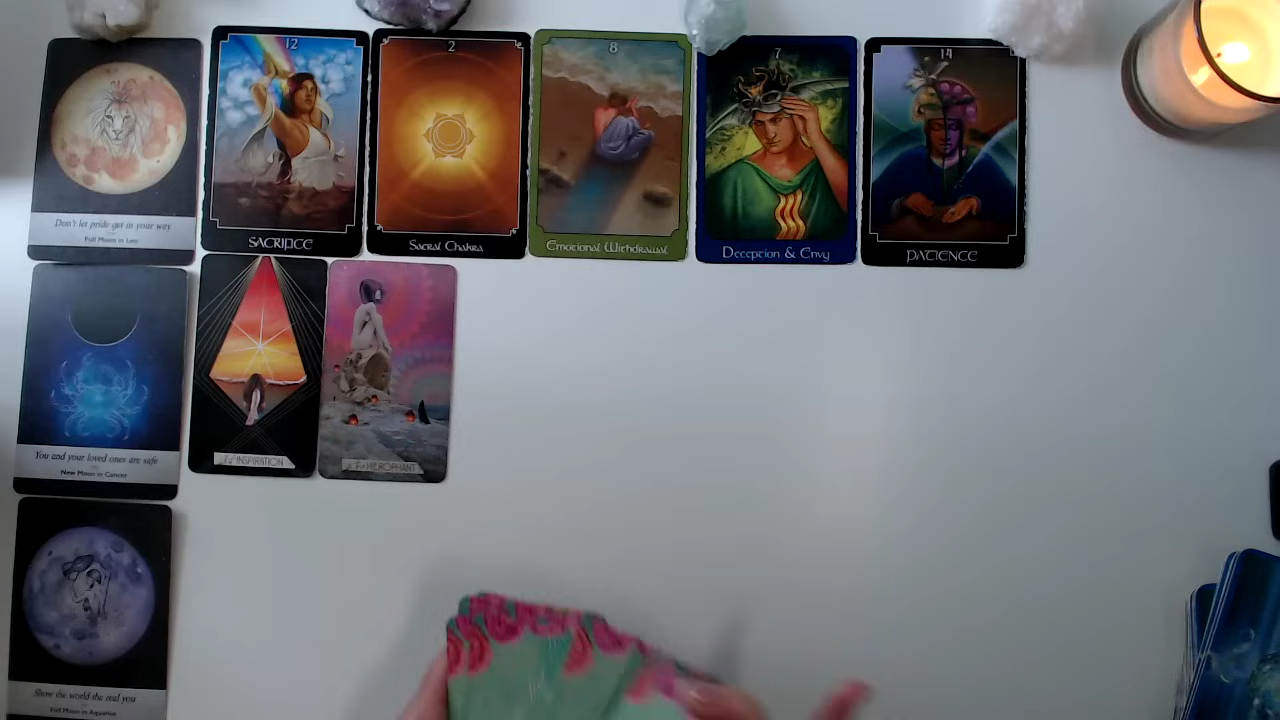 Don't let pride get in your way
Full Moon in Leo
12
SACRIFICE
2
Sacral Chakra
8
Emotional Withdrawal
7
Deception & Envy
14
PATIENCE
You and your loved ones are safe
New Moon in Cancer
INSPIRATION
The HIEROPHANT
Show the world the real you
Full Moon in Aquarius